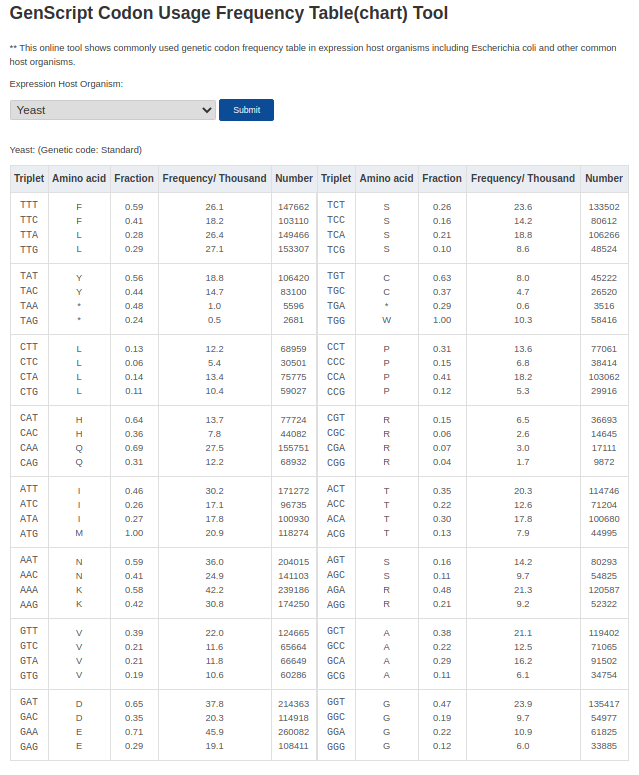 GenScript Codon Usage Frequency Table(chart) Tool
** This online tool shows commonly used genetic codon frequency table in expression host organisms including Escherichia coli and other common
host organisms.
Expression Host Organism:
Yeast Submit
Yeast: (Genetic code: Standard)
Triplet Amino acid Fraction Frequency/ Thousand Number Triplet Amino acid Fraction Frequency/ Thousand Number
TTT F 0.59 26.1 147662 TCT S 0.26 23.6 133502
TTC F 0.41 18.2 103110 TCC S 0.16 14.2 80612
TTA L 0.28 26.4 149466 TCA S 0.21 18.8 106266
TTG L 0.29 27.1 153307 TCG S 0.10 8.6 48524
TAT Y 0.56 18.8 106420 TGT C 0.63 8.0 45222
TAC Y 0.44 14.7 83100 TGC C 0.37 4.7 26520
TAA * 0.48 1.0 5596 TGA * 0.29 0.6 3516
TAG * 0.24 0.5 2681 TGG W 1.00 10.3 58416
CTT L 0.13 12.2 68959 CCT P 0.31 13.6 77061
CTC L 0.06 5.4 30501 CCC P 0.15 6.8 38414
CTA L 0.14 13.4 75775 CCA P 0.41 18.2 103062
CTG L 0.11 10.4 59027 CCG P 0.12 5.3 29916
CAT H 0.64 13.7 77724 CGT R 0.15 6.5 36693
CAC H 0.36 7.8 44082 CGC R 0.06 2.6 14645
CAA Q 0.69 27.5 155751 CGA R 0.07 3.0 17111
CAG Q 0.31 12.2 68932 CGG R 0.04 1.7 9872
ATT I 0.46 30.2 171272 ACT T 0.35 20.3 114746
ATC I 0.26 17.1 96735 ACC T 0.22 12.6 71204
ATA I 0.27 17.8 100930 ACA T 0.30 17.8 100680
ATG M 1.00 20.9 118274 ACG T 0.13 7.9 44995
AAT N 0.59 36.0 204015 AGT S 0.16 14.2 80293
AAC N 0.41 24.9 141103 AGC S 0.11 9.7 54825
AAA K 0.58 42.2 239186 AGA R 0.48 21.3 120587
AAG K 0.42 30.8 174250 AGG R 0.21 9.2 52322
GTT V 0.39 22.0 124665 GCT A 0.38 21.1 119402
GTC V 0.21 11.6 65664 GCC A 0.22 12.5 71065
GTA V 0.21 11.8 66649 GCA A 0.29 16.2 91502
GTG V 0.19 10.6 60286 GCG A 0.11 6.1 34754
GAT D 0.65 37.8 214363 GGT G 0.47 23.9 135417
GAC D 0.35 20.3 114918 GGC G 0.19 9.7 54977
GAA E 0.71 45.9 260082 GGA G 0.22 10.9 61825
GAG E 0.29 19.1 108411 GGG G 0.12 6.0 33885